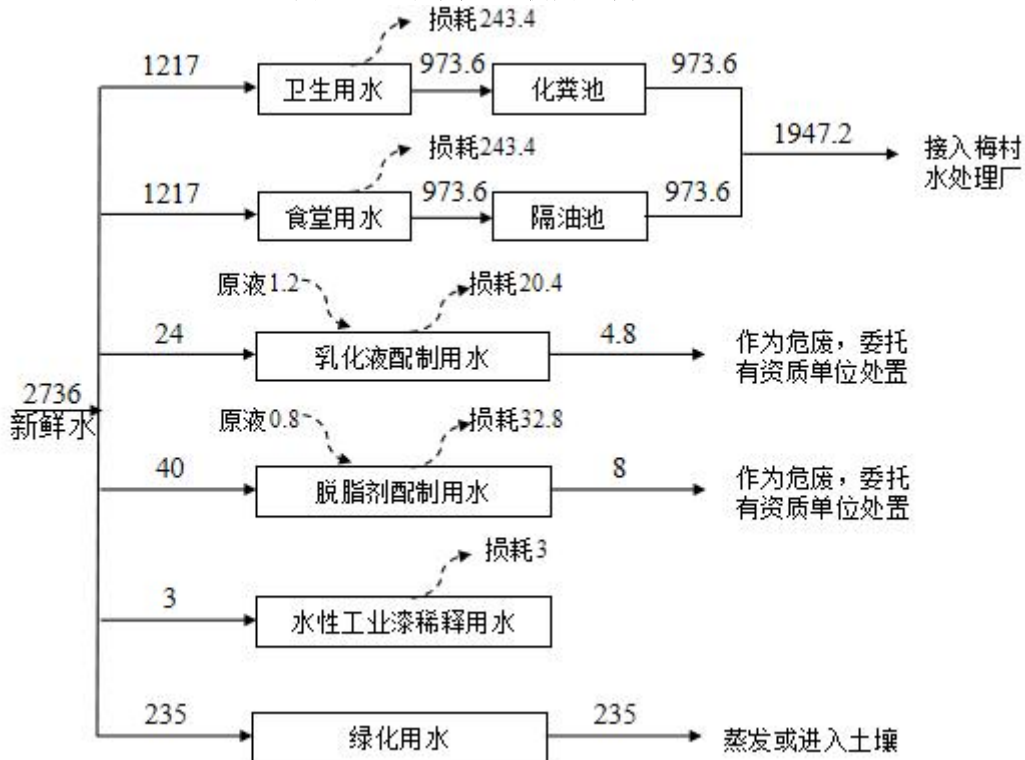 损耗243.4
1217
卫生用水
973.6
化粪池
973.6
1947.2
接入梅村
水处理厂
损耗243.4
1217
食堂用水
973.6
隔油池
973.6
原液1.2
损耗20.4
24
乳化液配制用水
4.8
作为危废，委托
有资质单位处置
2736
新鲜水
原液0.8
损耗32.8
40
脱脂剂配制用水
8
作为危废，委托
有资质单位处置
损耗3
3
水性工业漆稀释用水
235
绿化用水
235
蒸发或进入土壤